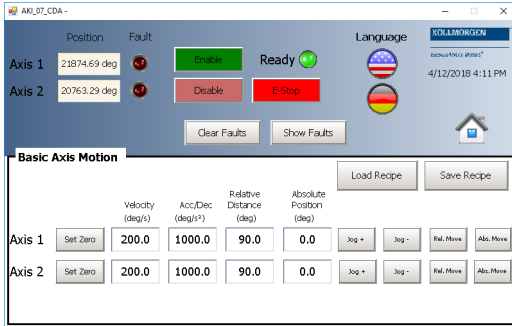 AKI_07_CDA -
Position Fault Language KOLLMORGEN
Axis 1 21874.69 deg Enable Ready
4/12/2018 4:11 PM
Axis 2 20763.29 deg Disable E-Stop
Clear Faults Show Faults
Basic Axis Motion
Load Recipe Save Recipe
Velocity Acc/Dec Relative Distance Absolute Position
(deg/s) (deg/s²) (deg) (deg)
Axis 1 Set Zero 200.0 1000.0 90.0 0.0 Jog + Jog - Rel. Move Abs. Move
Axis 2 Set Zero 200.0 1000.0 90.0 0.0 Jog + Jog - Rel. Move Abs. Move